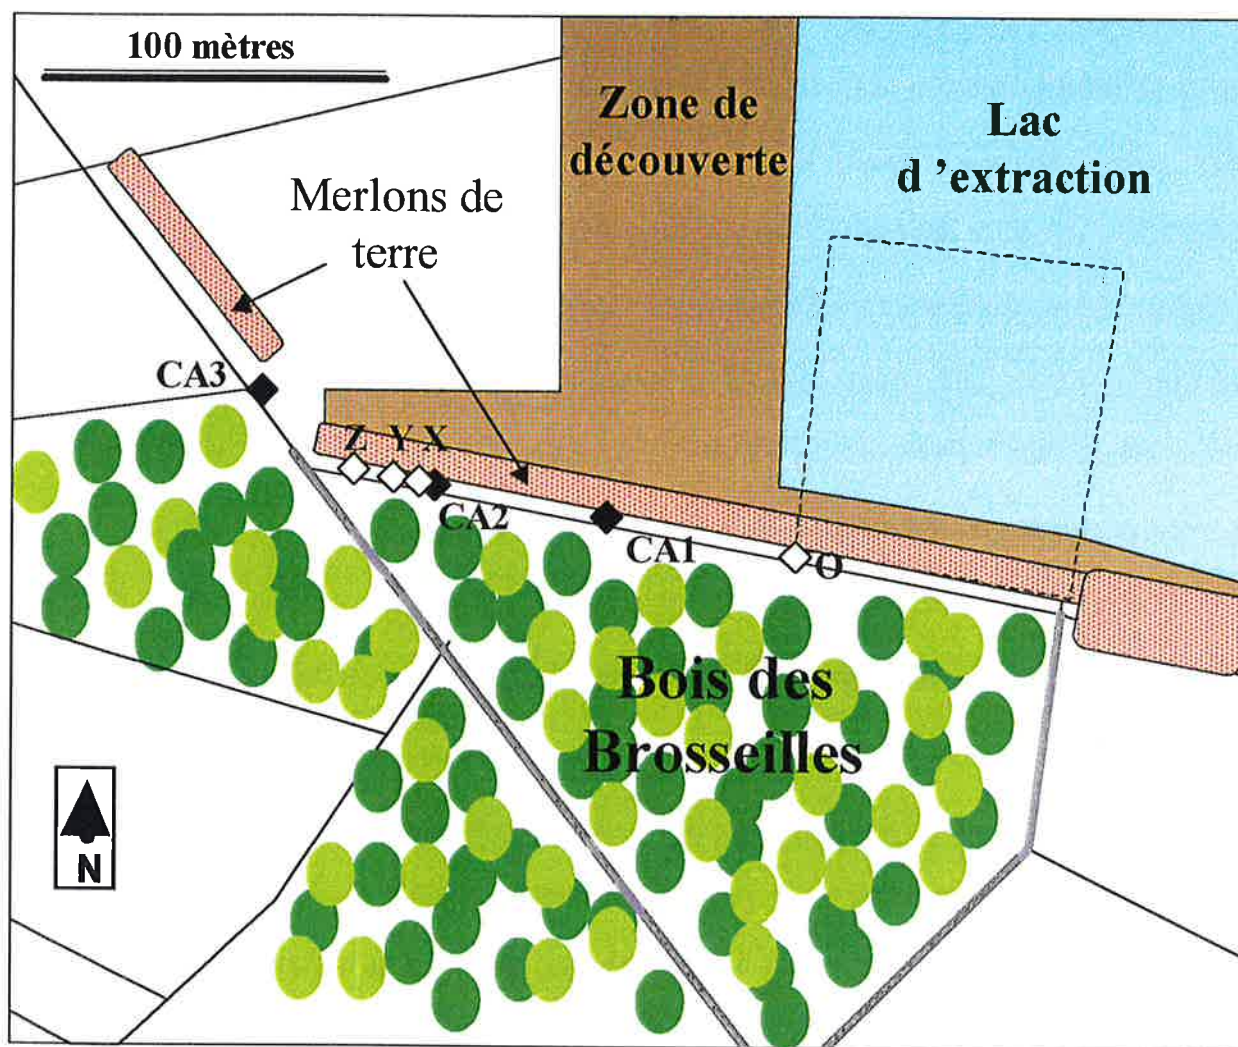 100 mètres
Zone de
découverte
Lac
d ’extraction
Merlons de
terre
CA3
Z Y X
CA2
CA1
O
Bois des
Brosseilles
N